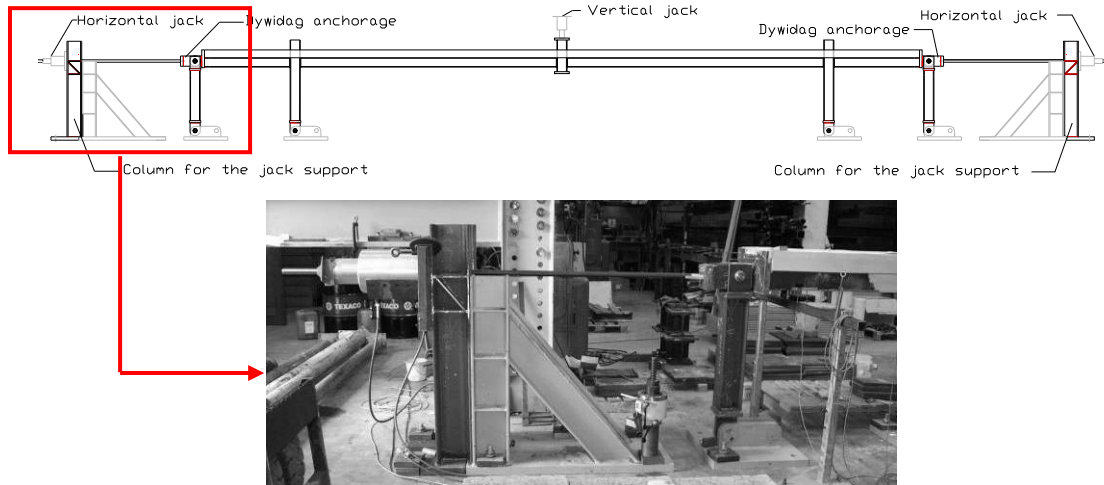 Vertical jack
Horizontal jack
Dywidag anchorage
Dywidag anchorage
Horizontal jack
Column for the jack support
Column for the jack support
TEXACO